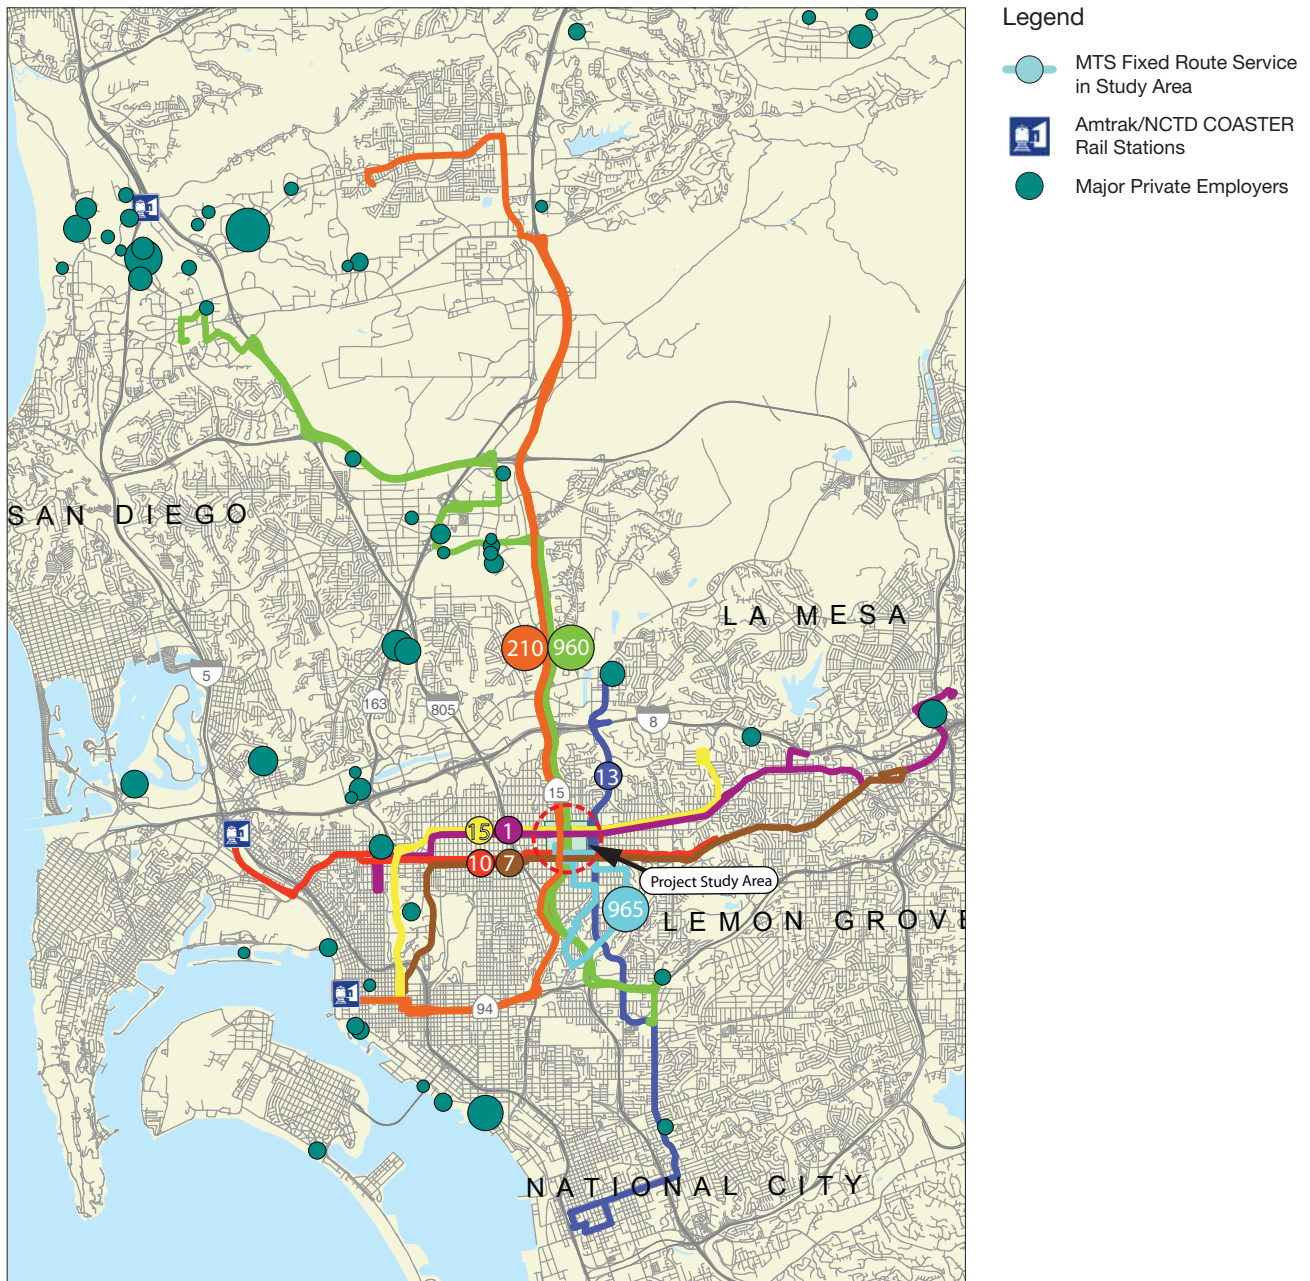 Legend
MTS Fixed Route Service
in Study Area
Amtrak/NCTD COASTER
Rail Stations
Major Private Employers
SAN DIEGO
LA MESA
210
960
5
163
805
8
13
15
15
1
10
7
Project Study Area
965
LEMON GROVE
94
NATIONAL CITY